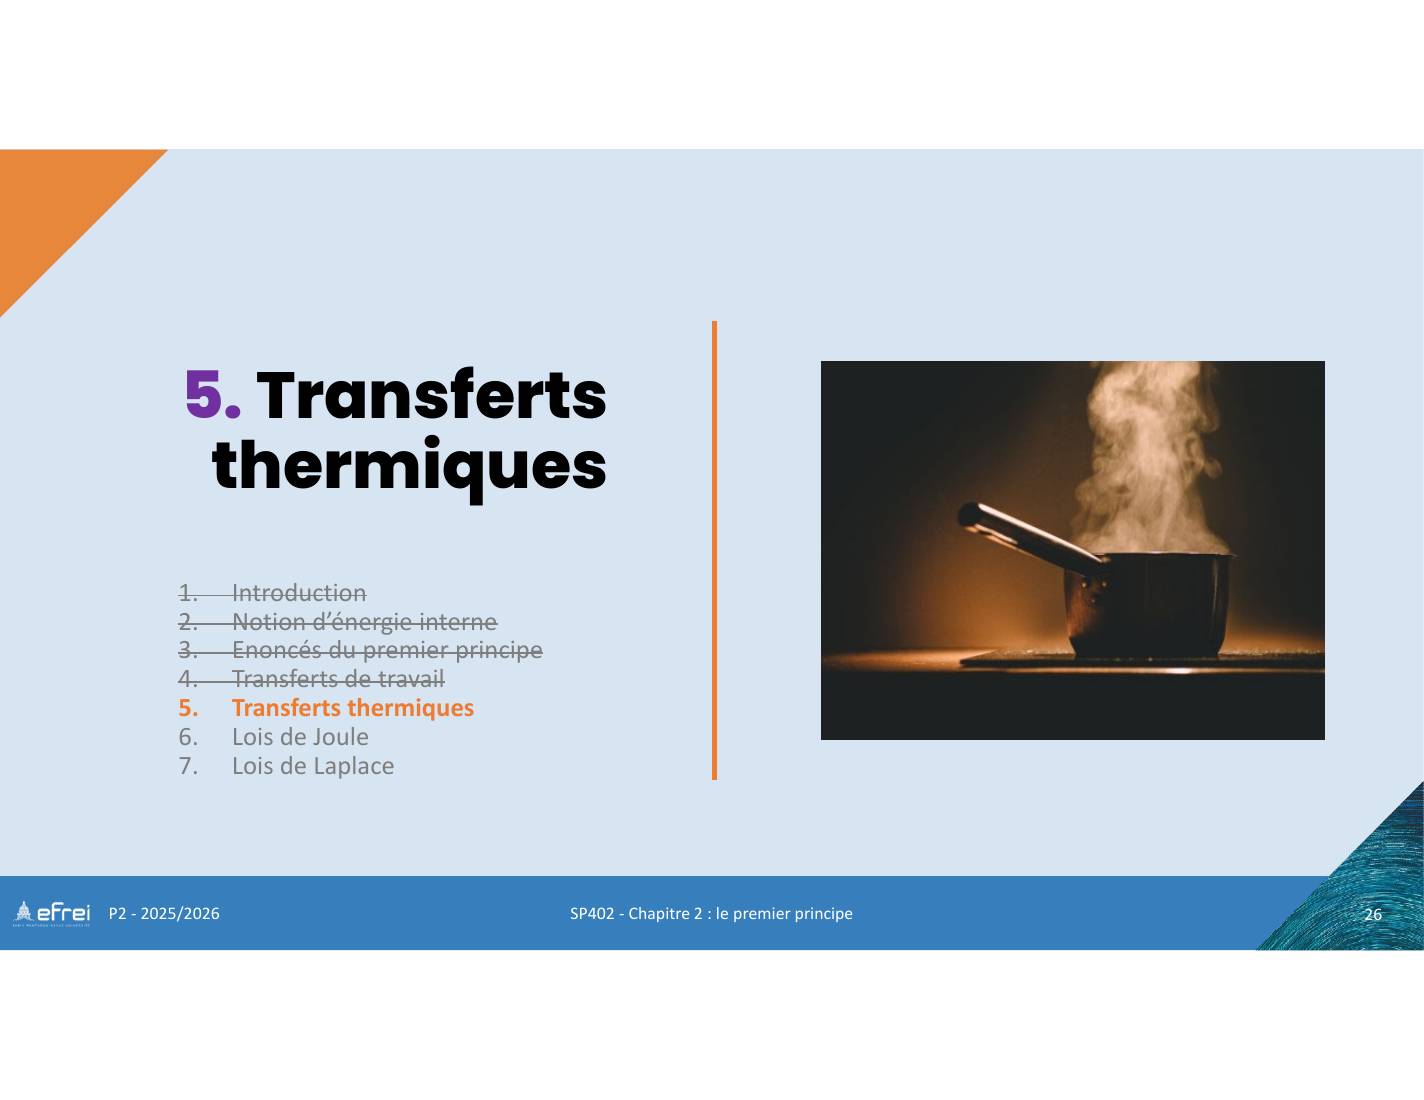 5. Transferts
thermiques
1. Introduction
2. Notion d’énergie interne
3. Enoncés du premier principe
4. Transferts de travail
5. Transferts thermiques
6. Lois de Joule
7. Lois de Laplace
efrei
P2 - 2025/2026
SP402 - Chapitre 2 : le premier principe
26